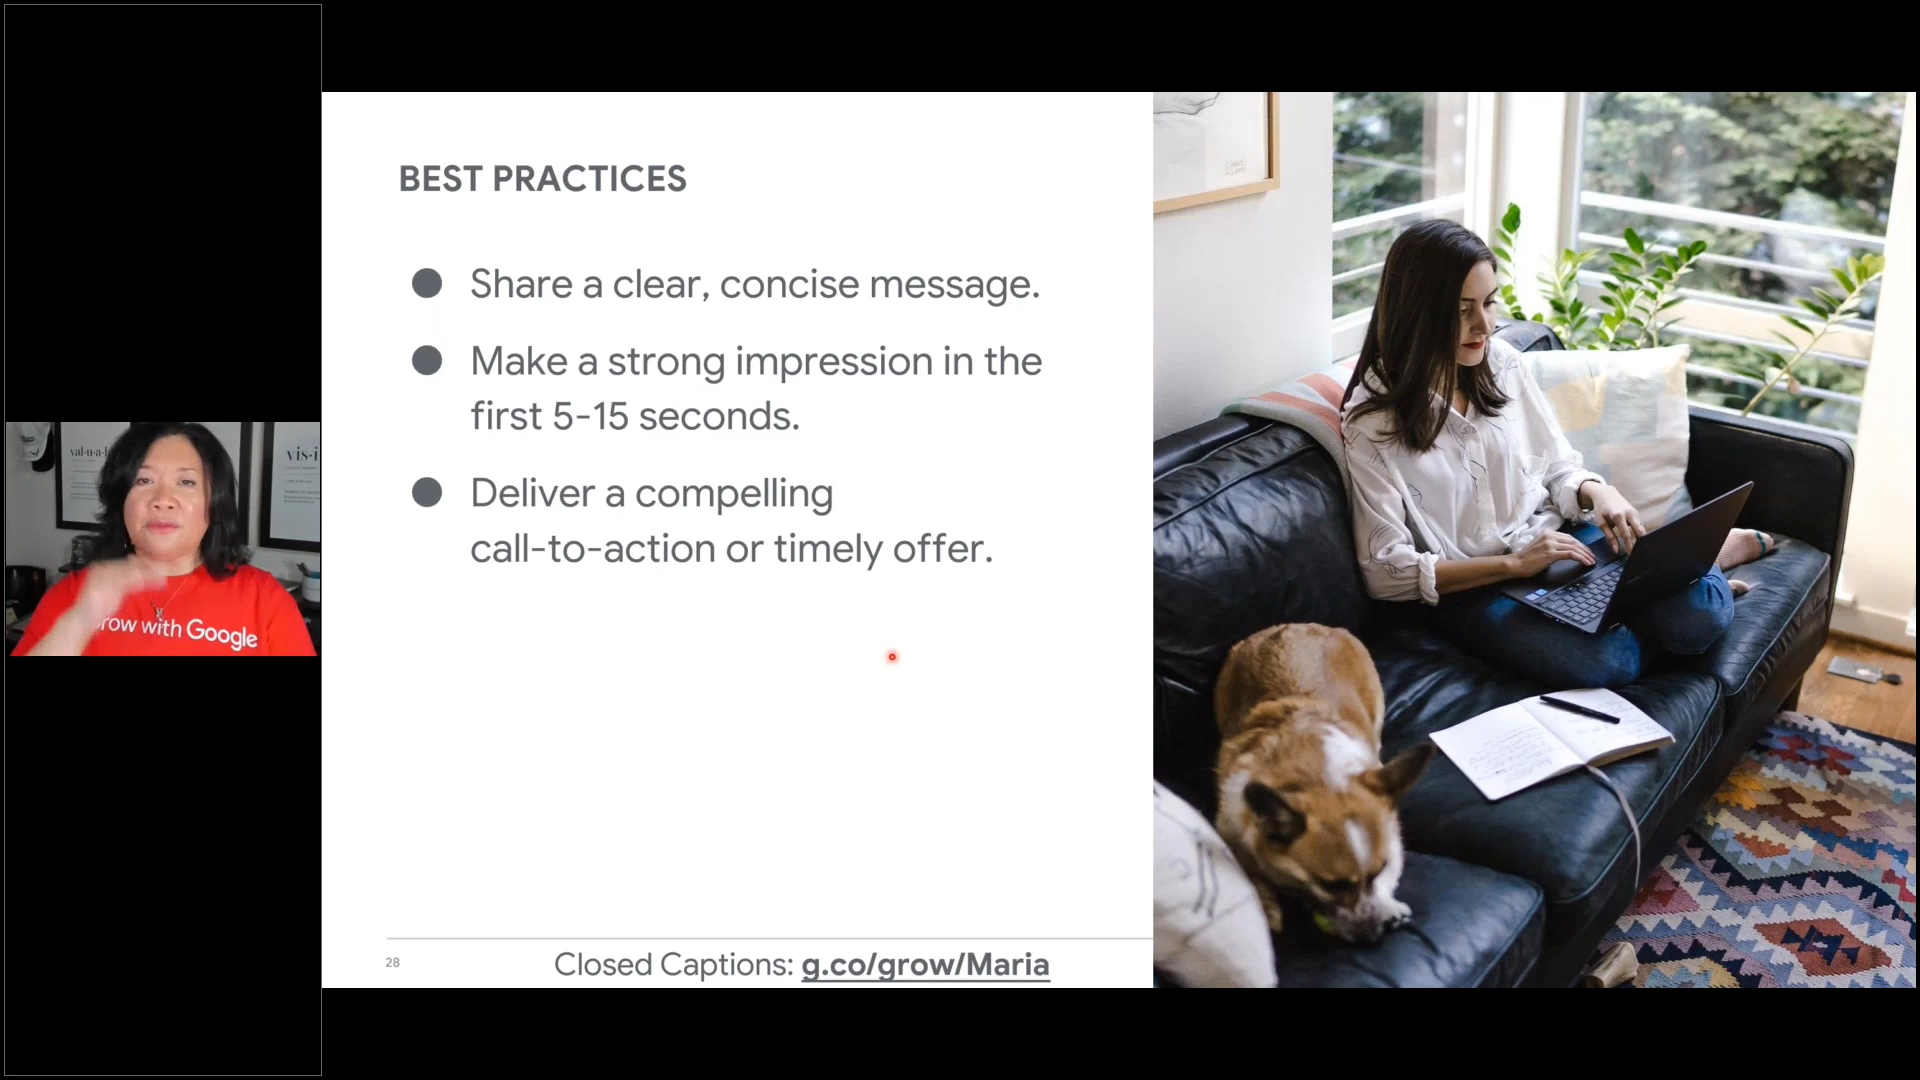 BEST PRACTICES
● Share a clear, concise message.
● Make a strong impression in the
first 5-15 seconds.
● Deliver a compelling
call-to-action or timely offer.
28
Closed Captions: g.co/grow/Maria
row with Google